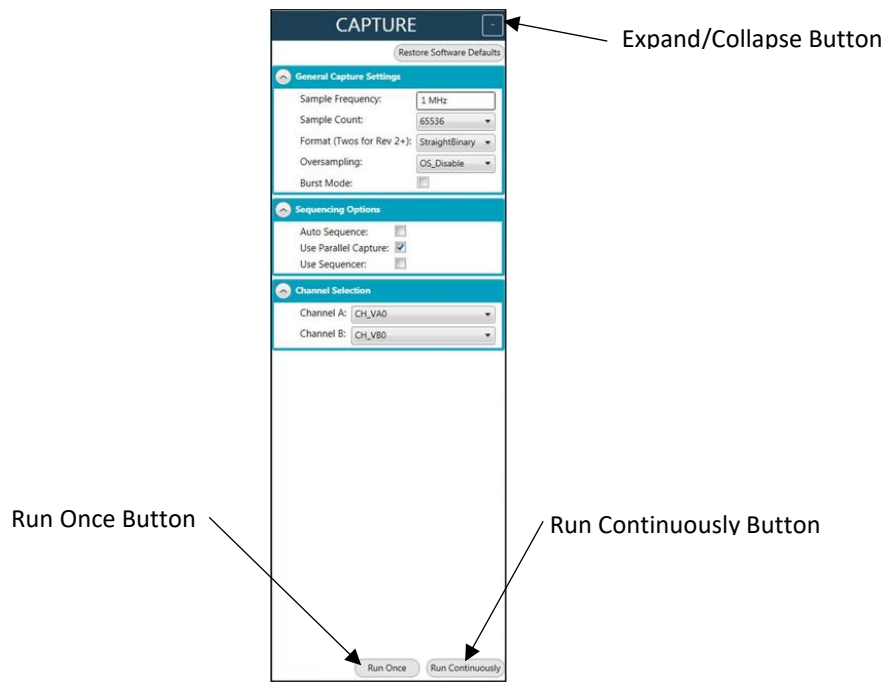 CAPTURE
-
Expand/Collapse Button
Restore Software Defaults
General Capture Settings
Sample Frequency: 1 MHz
Sample Count: 65536
Format (Twos for Rev 2+): StraightBinary
Oversampling: OS_Disable
Burst Mode:
Sequencing Options
Auto Sequence:
Use Parallel Capture:
Use Sequencer:
Channel Selection
Channel A: CH_VA0
Channel B: CH_VB0
Run Once Button
Run Continuously Button
Run Once
Run Continuously